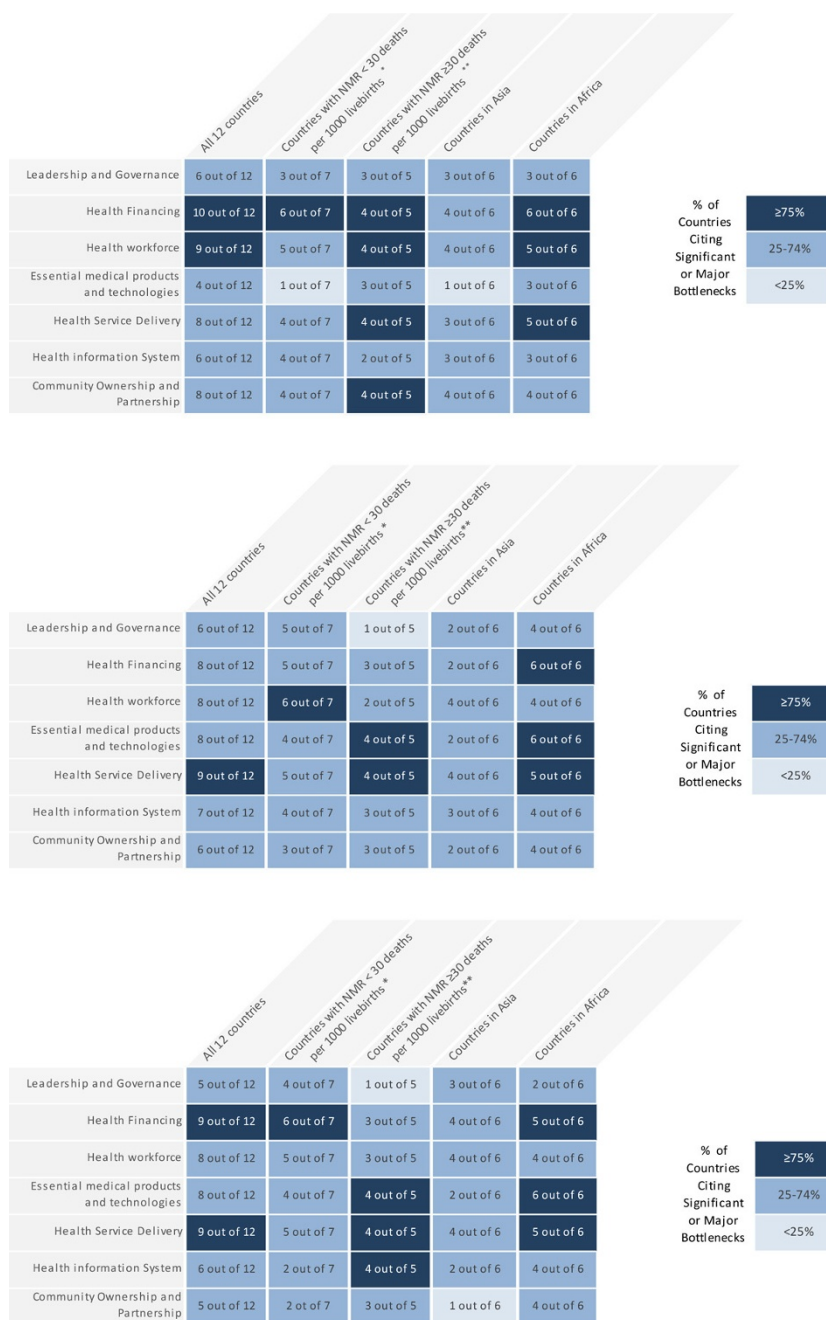 All 12 countries
Countries with NMR < 30 deaths
per 1000 livebirths *
Countries with NMR ≥30 deaths
per 1000 livebirths **
Countries in Asia
Countries in Africa
Leadership and Governance 6 out of 12 3 out of 7 3 out of 5 3 out of 6 3 out of 6
Health Financing 10 out of 12 6 out of 7 4 out of 5 4 out of 6 6 out of 6
Health workforce 9 out of 12 5 out of 7 4 out of 5 4 out of 6 5 out of 6
Essential medical products
and technologies 4 out of 12 1 out of 7 3 out of 5 1 out of 6 3 out of 6
Health Service Delivery 8 out of 12 4 out of 7 4 out of 5 3 out of 6 5 out of 6
Health information System 6 out of 12 4 out of 7 2 out of 5 3 out of 6 3 out of 6
Community Ownership and
Partnership 8 out of 12 4 out of 7 4 out of 5 4 out of 6 4 out of 6
% of
Countries
Citing
Significant
or Major
Bottlenecks
≥75%
25-74%
<25%
All 12 countries
Countries with NMR < 30 deaths
per 1000 livebirths *
Countries with NMR ≥30 deaths
per 1000 livebirths**
Countries in Asia
Countries in Africa
Leadership and Governance 6 out of 12 5 out of 7 1 out of 5 2 out of 6 4 out of 6
Health Financing 8 out of 12 5 out of 7 3 out of 5 2 out of 6 6 out of 6
Health workforce 8 out of 12 6 out of 7 2 out of 5 4 out of 6 4 out of 6
Essential medical products
and technologies 8 out of 12 4 out of 7 4 out of 5 2 out of 6 6 out of 6
Health Service Delivery 9 out of 12 5 out of 7 4 out of 5 4 out of 6 5 out of 6
Health information System 7 out of 12 4 out of 7 3 out of 5 3 out of 6 4 out of 6
Community Ownership and
Partnership 6 out of 12 3 out of 7 3 out of 5 2 out of 6 4 out of 6
% of
Countries
Citing
Significant
or Major
Bottlenecks
≥75%
25-74%
<25%
All 12 countries
Countries with NMR < 30 deaths
per 1000 livebirths *
Countries with NMR ≥30 deaths
per 1000 livebirths**
Countries in Asia
Countries in Africa
Leadership and Governance 5 out of 12 4 out of 7 1 out of 5 3 out of 6 2 out of 6
Health Financing 9 out of 12 6 out of 7 3 out of 5 4 out of 6 5 out of 6
Health workforce 8 out of 12 5 out of 7 3 out of 5 4 out of 6 4 out of 6
Essential medical products
and technologies 8 out of 12 4 out of 7 4 out of 5 2 out of 6 6 out of 6
Health Service Delivery 9 out of 12 5 out of 7 4 out of 5 4 out of 6 5 out of 6
Health information System 6 out of 12 2 out of 7 4 out of 5 2 out of 6 4 out of 6
Community Ownership and
Partnership 5 out of 12 2 ot of 7 3 out of 5 1 out of 6 4 out of 6
% of
Countries
Citing
Significant
or Major
Bottlenecks
≥75%
25-74%
<25%